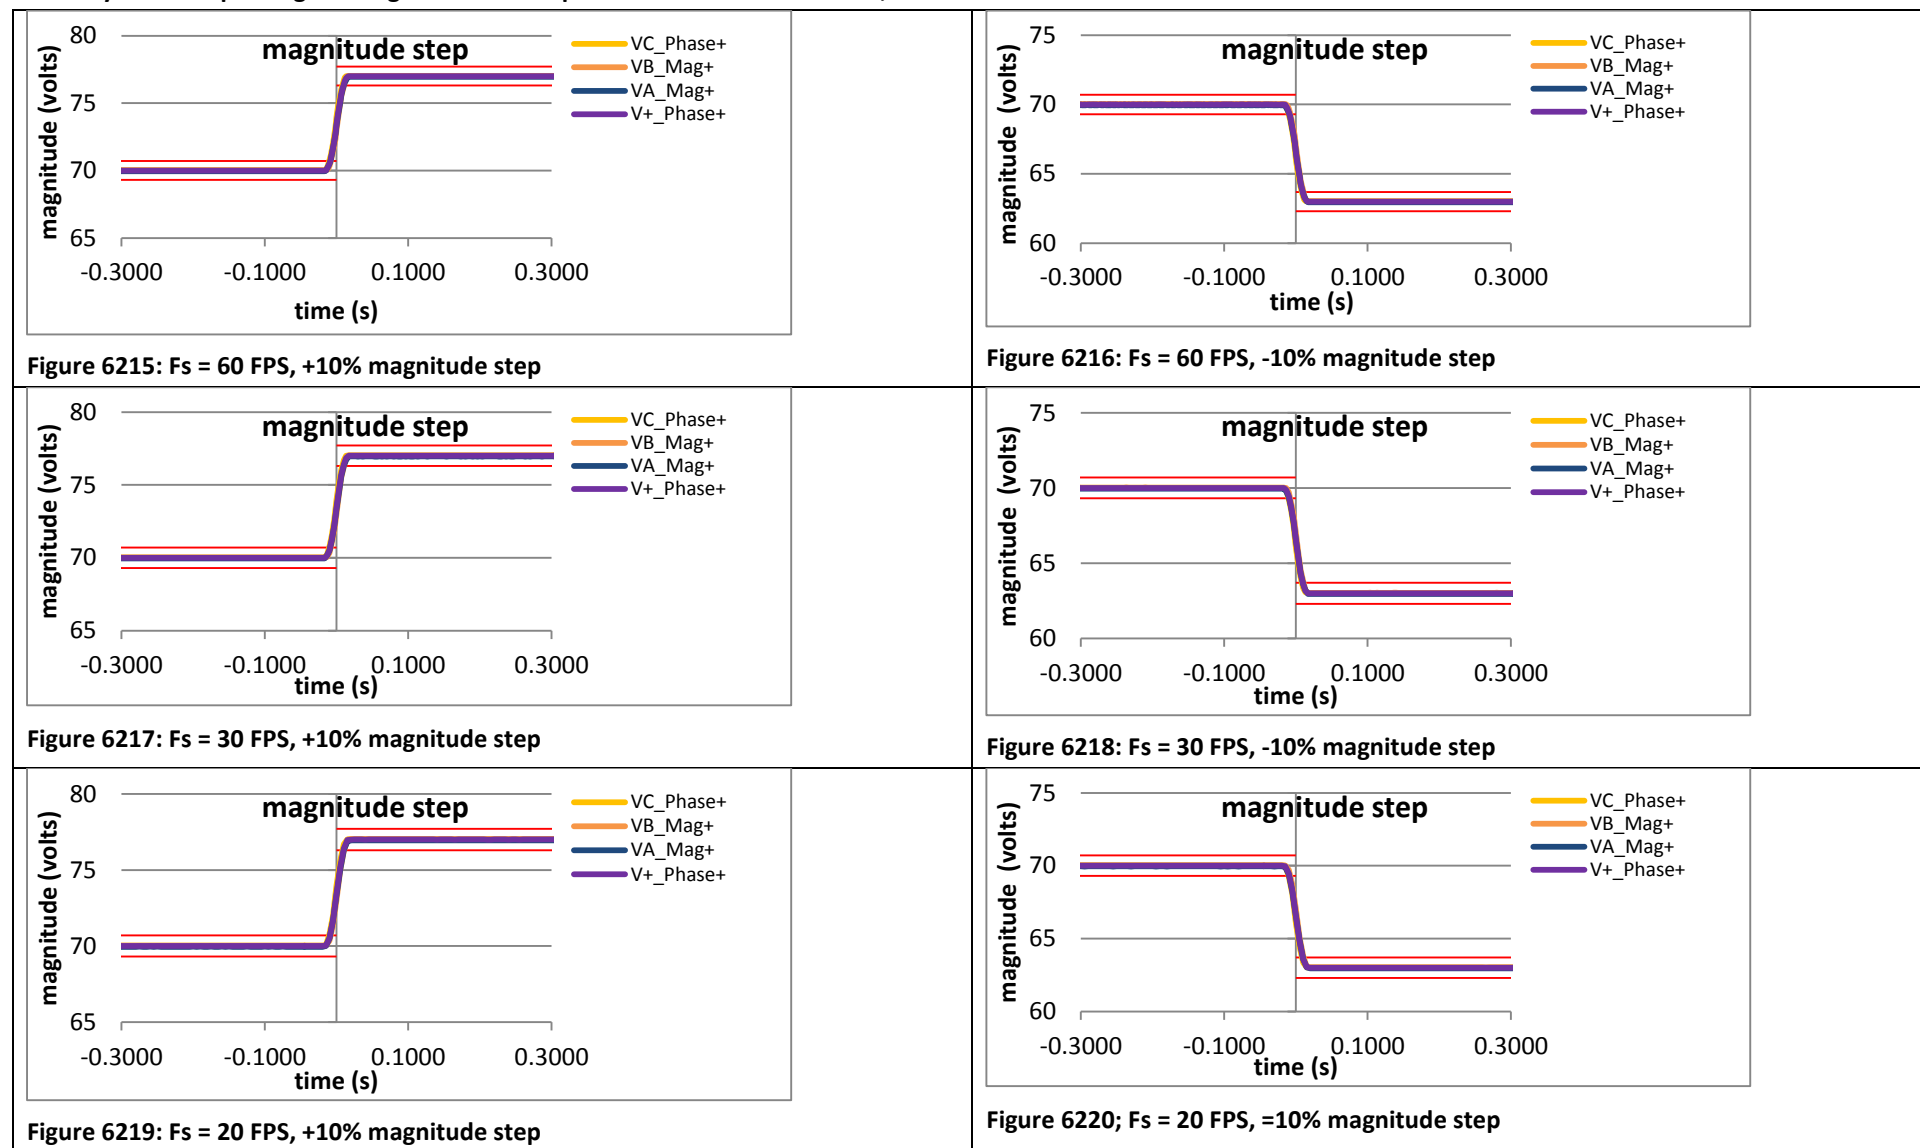 80
magnitude step
75
70
65
magnitude (volts)
-0.3000 -0.1000 0.1000 0.3000
time (s)
VC_Phase+
VB_Mag+
VA_Mag+
V+_Phase+
Figure 6215: Fs = 60 FPS, +10% magnitude step
75
magnitude step
70
65
60
magnitude (volts)
-0.3000 -0.1000 0.1000 0.3000
time (s)
VC_Phase+
VB_Mag+
VA_Mag+
V+_Phase+
Figure 6216: Fs = 60 FPS, -10% magnitude step
80
magnitude step
75
70
65
magnitude (volts)
-0.3000 -0.1000 0.1000 0.3000
time (s)
VC_Phase+
VB_Mag+
VA_Mag+
V+_Phase+
Figure 6217: Fs = 30 FPS, +10% magnitude step
75
magnitude step
70
65
60
magnitude (volts)
-0.3000 -0.1000 0.1000 0.3000
time (s)
VC_Phase+
VB_Mag+
VA_Mag+
V+_Phase+
Figure 6218: Fs = 30 FPS, -10% magnitude step
80
magnitude step
75
70
65
magnitude (volts)
-0.3000 -0.1000 0.1000 0.3000
time (s)
VC_Phase+
VB_Mag+
VA_Mag+
V+_Phase+
Figure 6219: Fs = 20 FPS, +10% magnitude step
75
magnitude step
70
65
60
magnitude (volts)
-0.3000 -0.1000 0.1000 0.3000
time (s)
VC_Phase+
VB_Mag+
VA_Mag+
V+_Phase+
Figure 6220; Fs = 20 FPS, =10% magnitude step